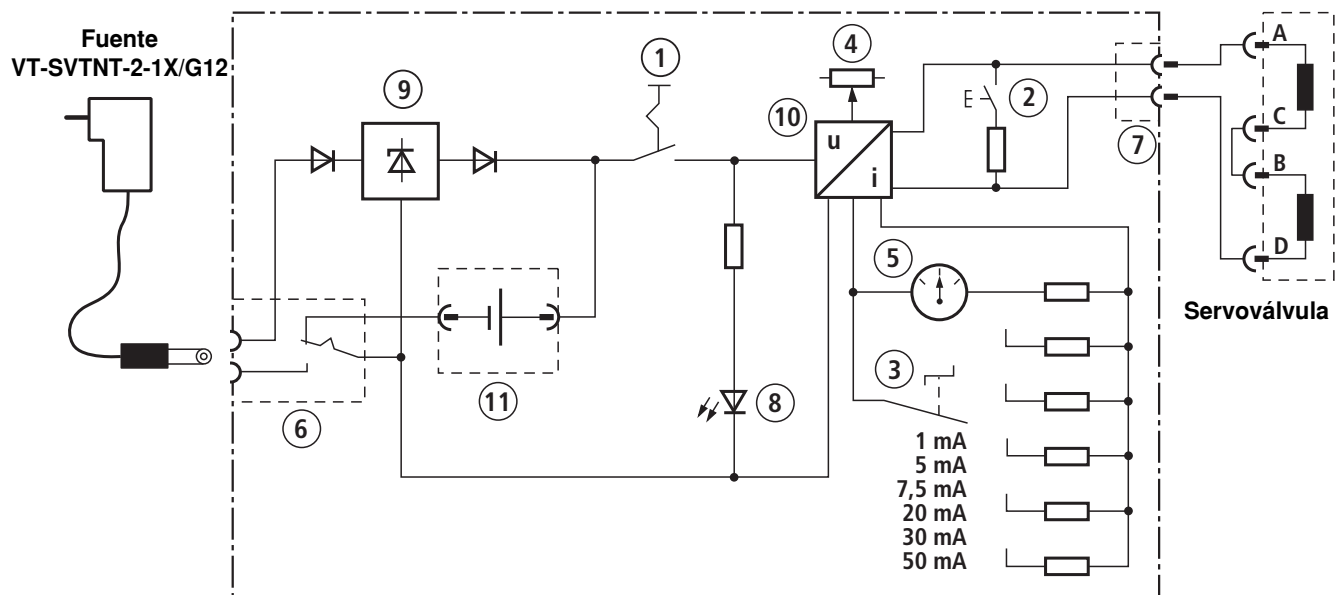 Fuente
VT-SVTNT-2-1X/G12
1
4
9
10
2
7
A
C
B
D
u
i
E
5
Servoválvula
3
6
11
8
1 mA
5 mA
7,5 mA
20 mA
30 mA
50 mA